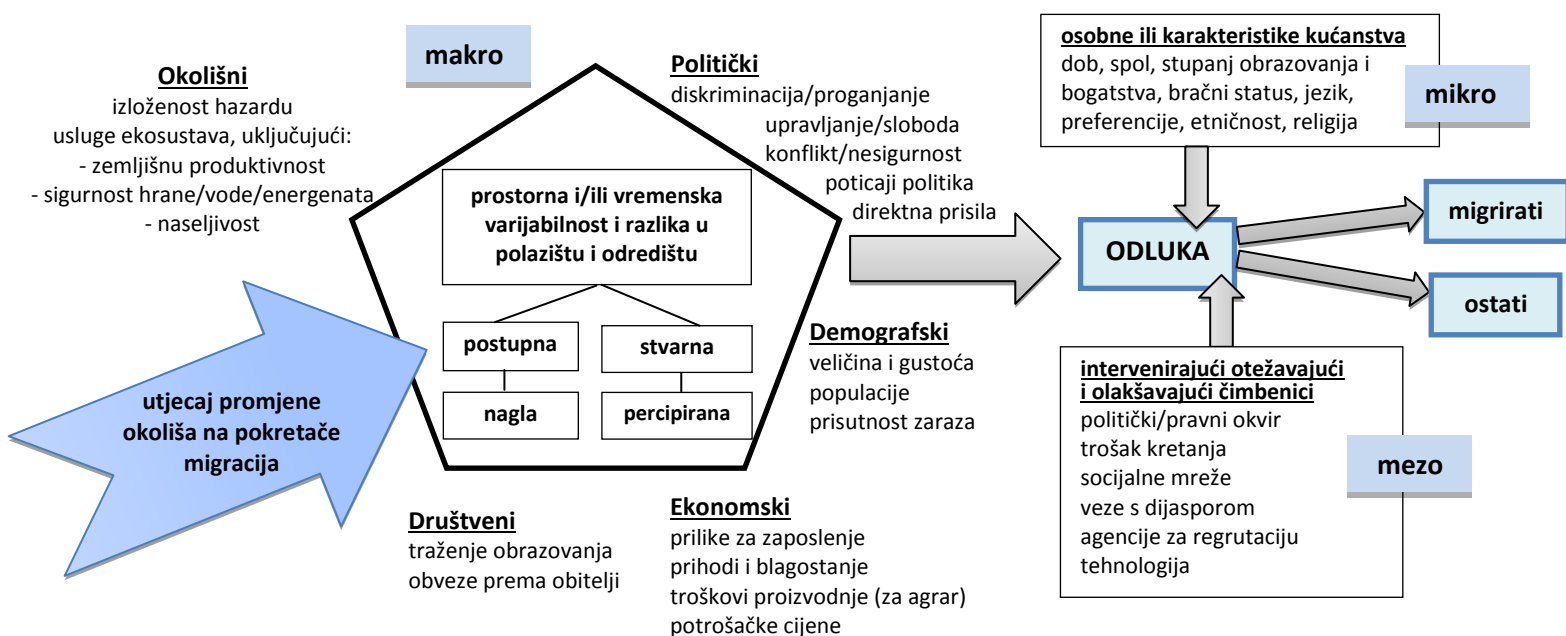 makro
Okolišni
izloženost hazardu
usluge ekosustava, uključujući:
- zemljišnu produktivnost
- sigurnost hrane/vode/energenata
- naseljivost
Politički
diskriminacija/proganjanje
upravljanje/sloboda
konflikt/nesigurnost
poticaji politika
direktna prisila
prostorna i/ili vremenska
varijabilnost i razlika u
polazištu i odredištu
postupna
stvarna
nagla
percipirana
utjecaj promjene
okoliša na pokretače
migracija
Demografski
veličina i gustoća
populacije
prisutnost zaraza
Društveni
traženje obrazovanja
obveze prema obitelji
Ekonomski
prilike za zaposlenje
prihodi i blagostanje
troškovi proizvodnje (za agrar)
potrošačke cijene
osobne ili karakteristike kućanstva
dob, spol, stupanj obrazovanja i
bogatstva, bračni status, jezik,
preferencije, etničnost, religija
mikro
ODLUKA
migrirati
ostati
intervenirajući otežavajući
i olakšavajući čimbenici
politički/pravni okvir
trošak kretanja
socijalne mreže
veze s dijasporom
agencije za regrutaciju
tehnologija
mezo